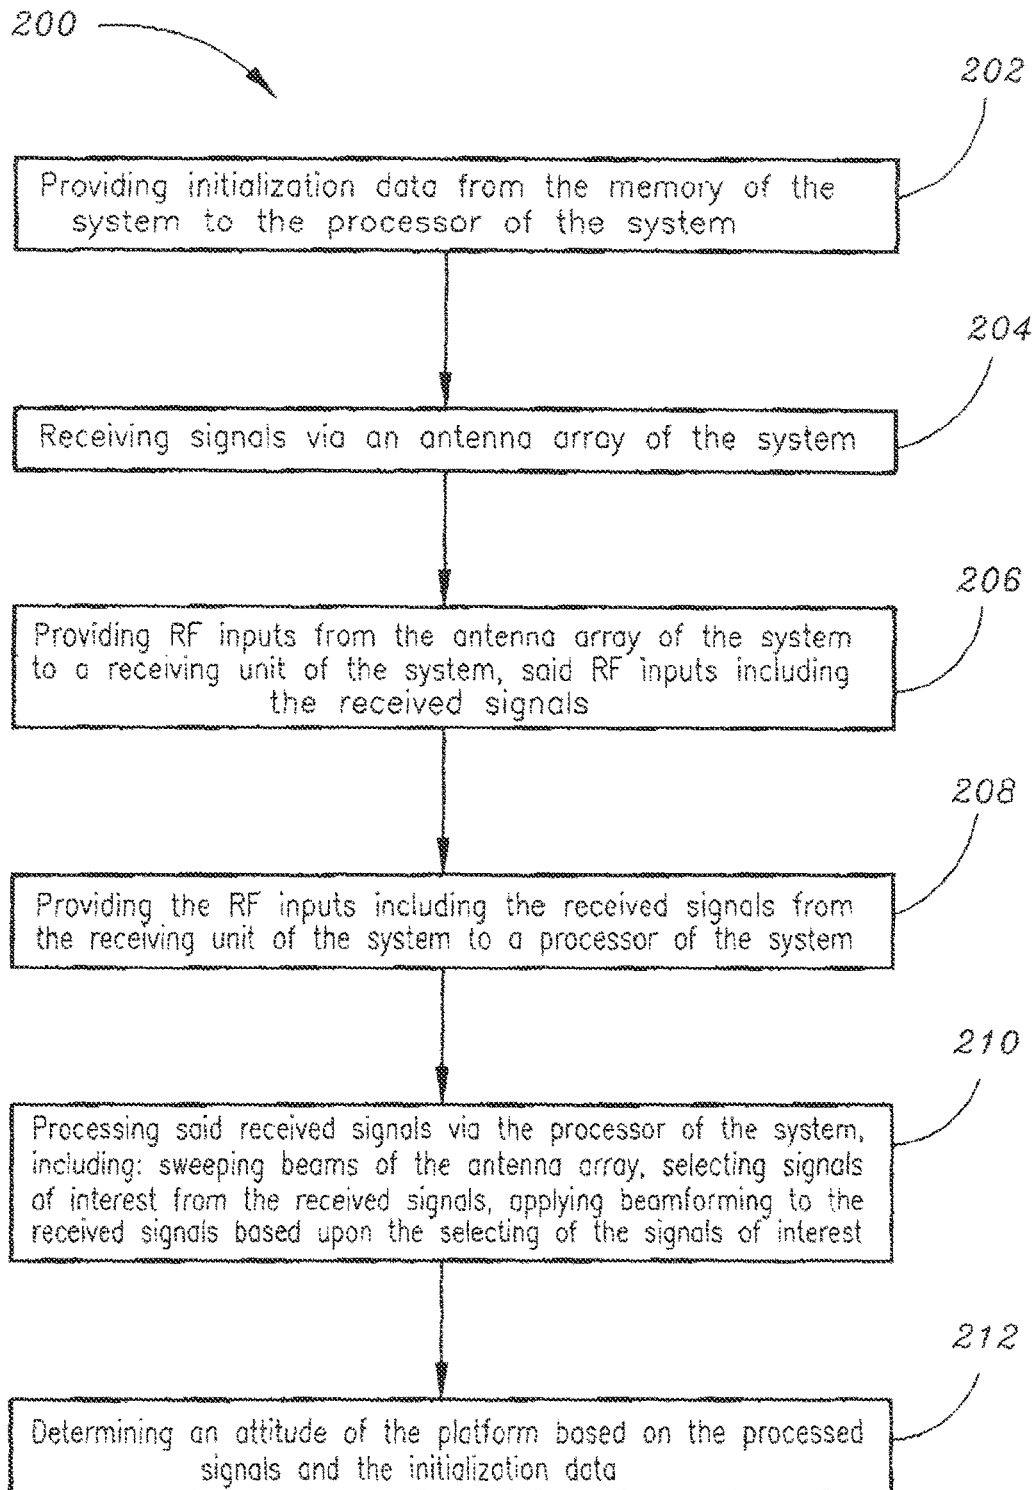 200
202
Providing initialization data from the memory of the
system to the processor of the system
204
Receiving signals via an antenna array of the system
206
Providing RF inputs from the antenna array of the system
to a receiving unit of the system, said RF inputs including
the received signals
208
Providing the RF inputs including the received signals from
the receiving unit of the system to a processor of the system
210
Processing said received signals via the processor of the system,
including: sweeping beams of the antenna array, selecting signals
of interest from the received signals, applying beamforming to the
received signals based upon the selecting of the signals of interest
212
Determining an attitude of the platform based on the processed
signals and the initialization data